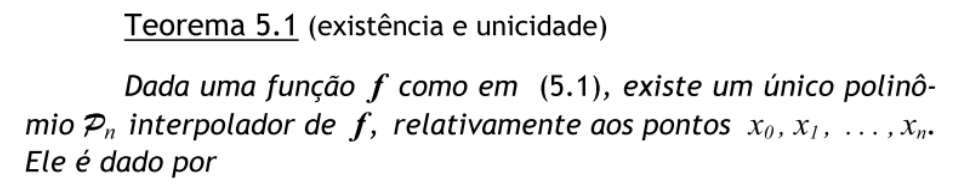 Teorema 5.1 (existência e unicidade)
Dada uma função f como em (5.1), existe um único polinô-
mio 𝒫ₙ interpolador de f, relativamente aos pontos x₀, x₁, ..., xₙ.
Ele é dado por